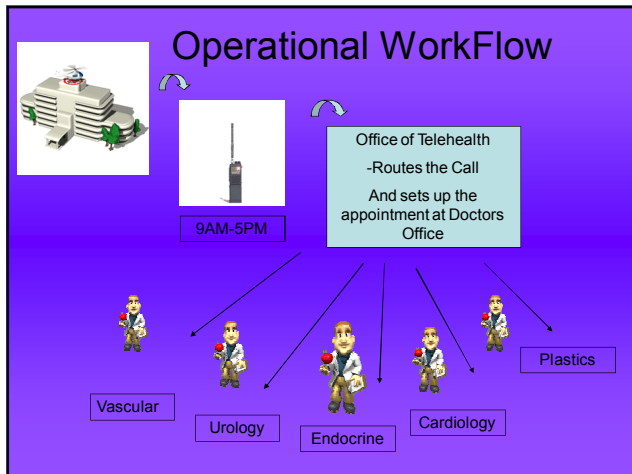 Operational WorkFlow
Office of Telehealth
-Routes the Call
And sets up the
appointment at Doctors
Office
9AM-5PM
Plastics
Vascular
Cardiology
Urology
Endocrine